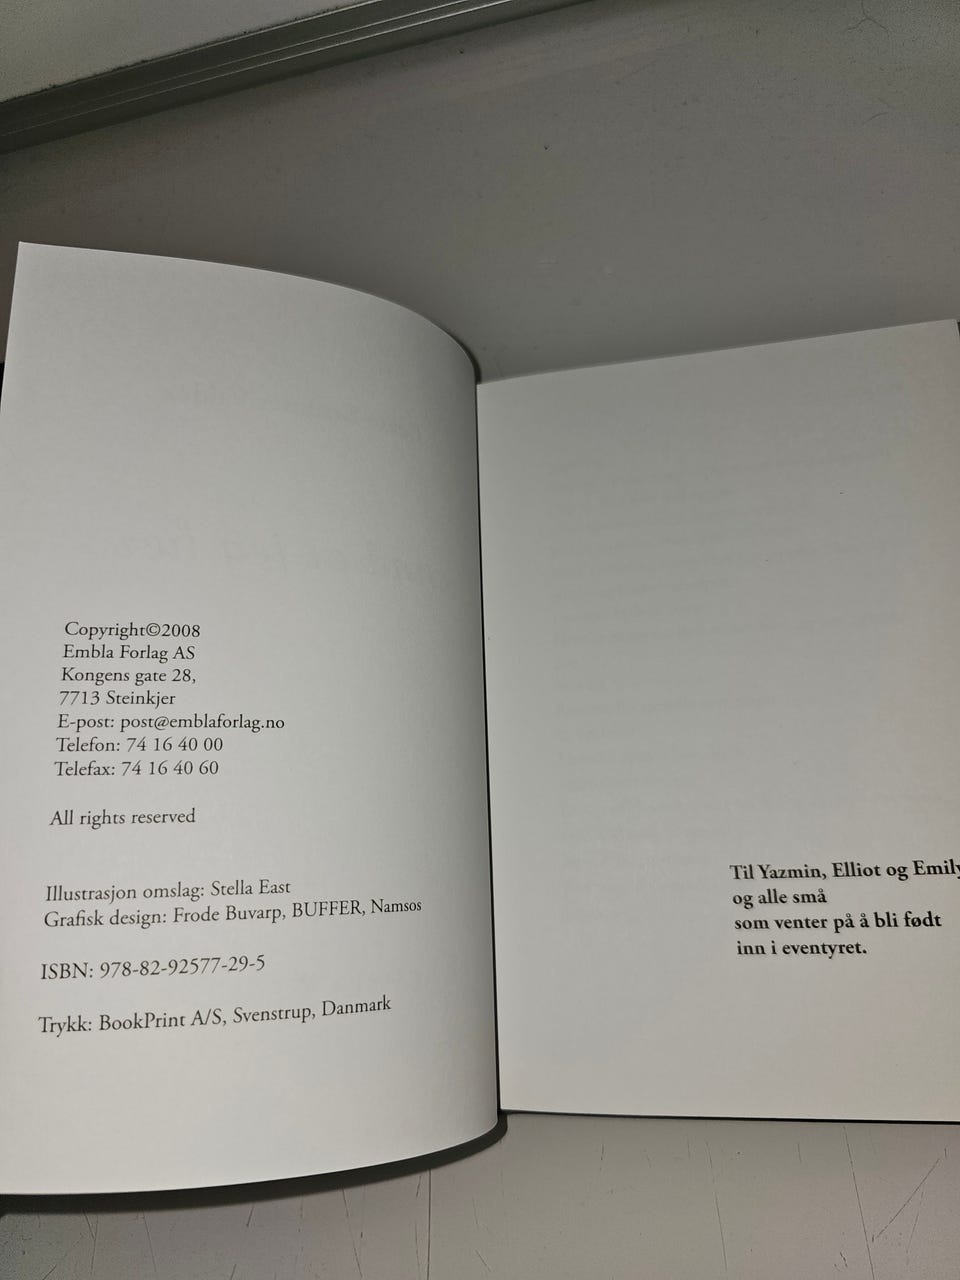 Copyright©2008
Embla Forlag AS
Kongens gate 28,
7713 Steinkjer
E-post: post@emblaforlag.no
Telefon: 74 16 40 00
Telefax: 74 16 40 60
All rights reserved
Illustrasjon omslag: Stella East
Grafisk design: Frode Buvarp, BUFFER, Namsos
ISBN: 978-82-92577-29-5
Trykk: BookPrint A/S, Svenstrup, Danmark
Til Yazmin, Elliot og Emily
og alle små
som venter på å bli født
inn i eventyret.